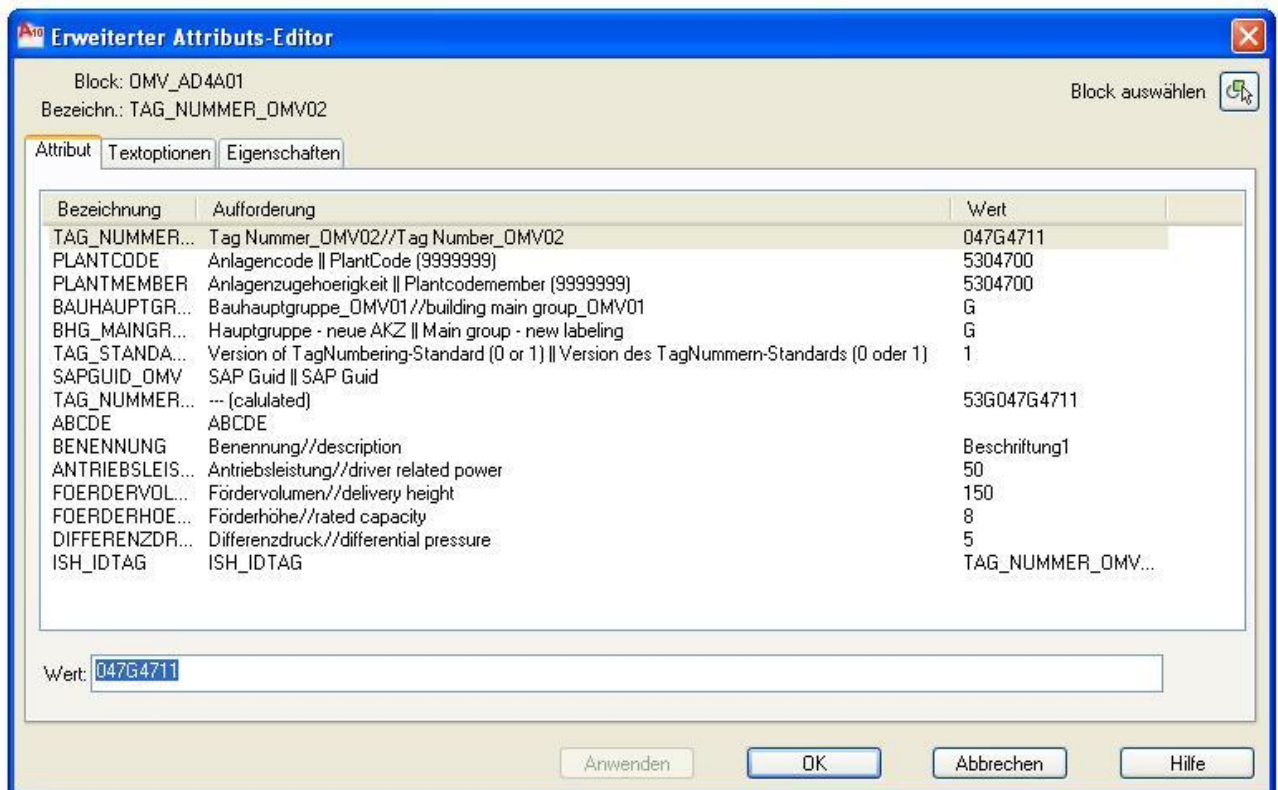 A10 Erweiterter Attributs-Editor
Block: OMV_AD4A01
Block auswählen
Bezeichn.: TAG_NUMMER_OMV02
Attribut Textoptionen Eigenschaften
Bezeichnung Aufforderung Wert
TAG_NUMMER... Tag Nummer_OMV02//Tag Number_OMV02 047G4711
PLANTCODE Anlagencode || PlantCode (9999999) 5304700
PLANTMEMBER Anlagenzugehoerigkeit || Plantcodemember (9999999) 5304700
BAUHAUPTGR... Bauhauptgruppe_OMV01//building main group_OMV01 G
BHG_MAINGR... Hauptgruppe - neue AKZ || Main group - new labeling G
TAG_STANDA... Version of TagNumbering-Standard (0 or 1) || Version des TagNummern-Standards (0 oder 1) 1
SAPGUID_OMV SAP Guid || SAP Guid
TAG_NUMMER... --- (calulated) 53G047G4711
ABCDE ABCDE
BENENNUNG Benennung//description Beschriftung1
ANTRIEBSLEIS... Antriebsleistung//driver related power 50
FOERDERVOL... Fördervolumen//delivery height 150
FOERDERHOE... Förderhöhe//rated capacity 8
DIFFERENZDR... Differenzdruck//differential pressure 5
ISH_IDTAG ISH_IDTAG TAG_NUMMER_OMV...
Wert: 047G4711
Anwenden OK Abbrechen Hilfe